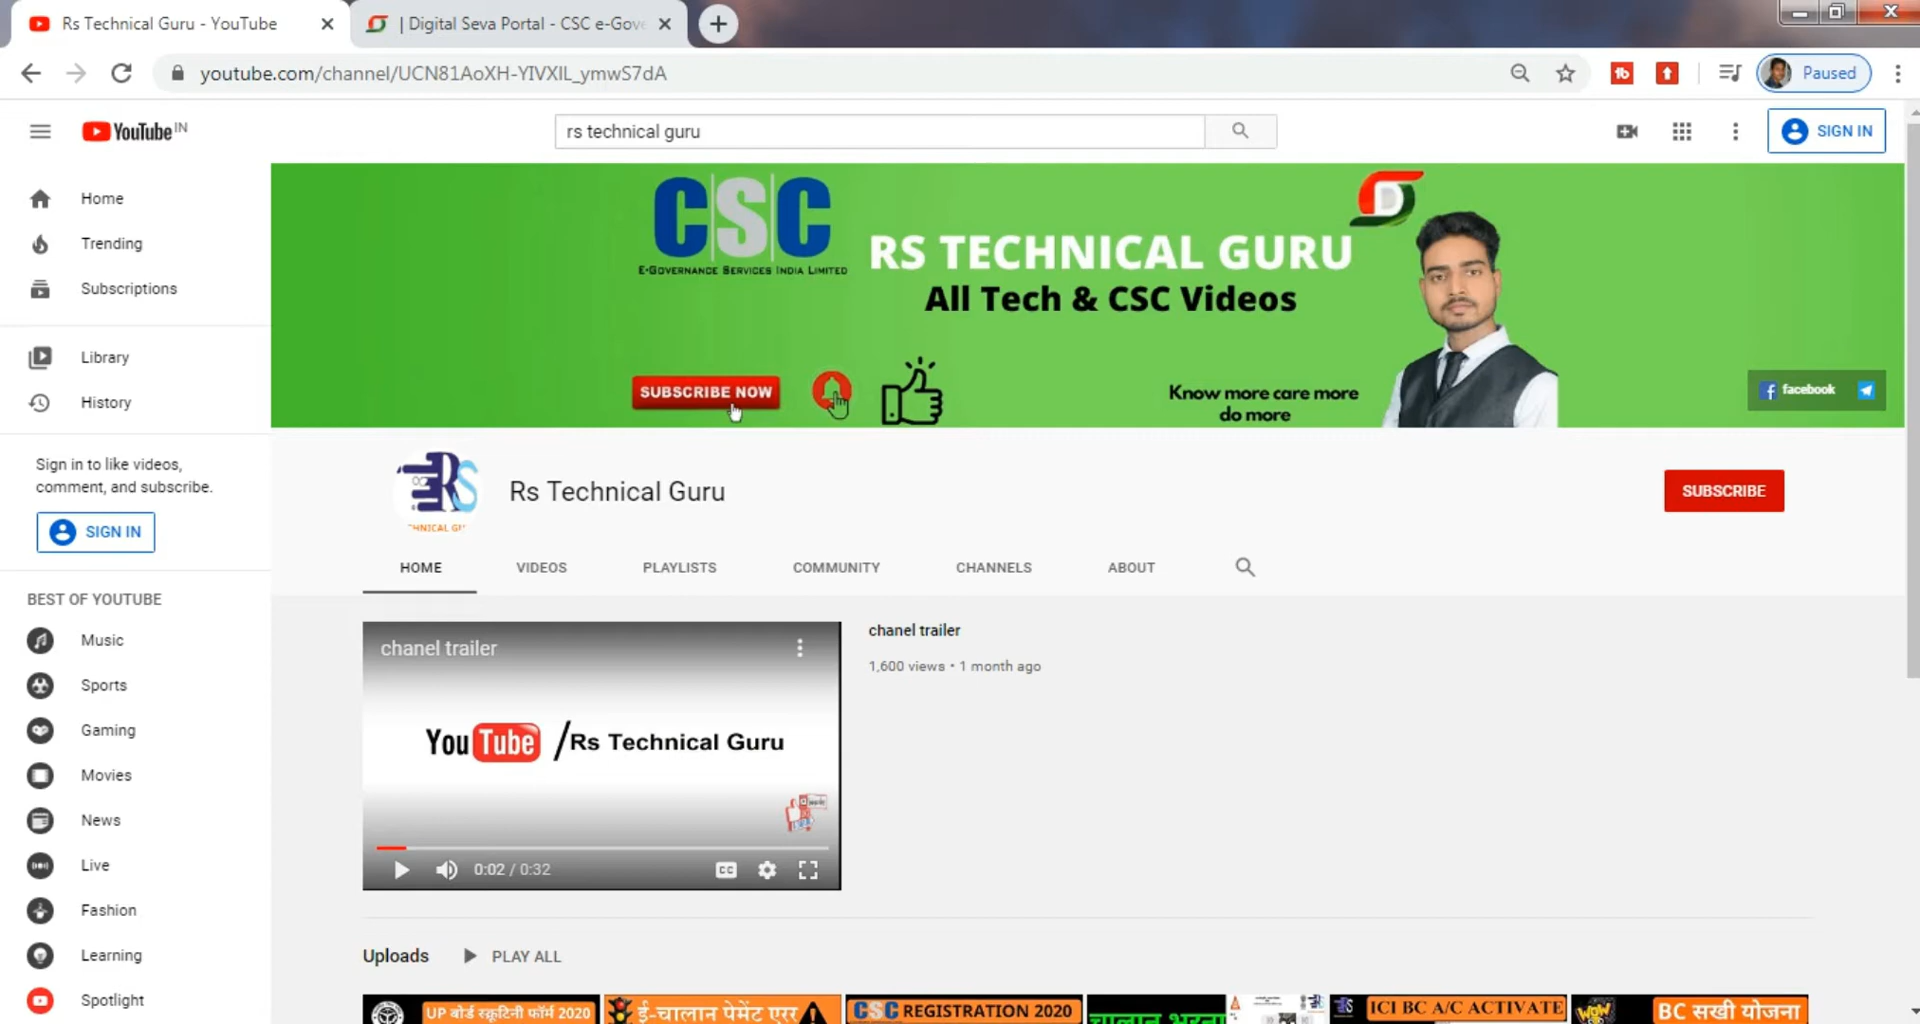 Rs Technical Guru - YouTube
| Digital Seva Portal - CSC e-Gove
youtube.com/channel/UCN81AoXH-YIVXIL_ymwS7dA
Paused
YouTube IN
rs technical guru
SIGN IN
Home
Trending
Subscriptions
Library
History
Sign in to like videos,
comment, and subscribe.
SIGN IN
BEST OF YOUTUBE
Music
Sports
Gaming
Movies
News
Live
Fashion
Learning
Spotlight
CSC
E-GOVERNANCE SERVICES INDIA LIMITED
RS TECHNICAL GURU
All Tech & CSC Videos
SUBSCRIBE NOW
Know more care more
do more
facebook
RS
Rs Technical Guru
SUBSCRIBE
HOME
VIDEOS
PLAYLISTS
COMMUNITY
CHANNELS
ABOUT
chanel trailer
YouTube /Rs Technical Guru
0:02 / 0:32
CC
chanel trailer
1,600 views • 1 month ago
Uploads
PLAY ALL
UP बोर्ड स्क्रूटिनी फॉर्म 2020
ई-चालान पेमेंट एरर
CSC REGISTRATION 2020
चालान भरना
ICI BC A/C ACTIVATE
WOW
BC सखी योजना